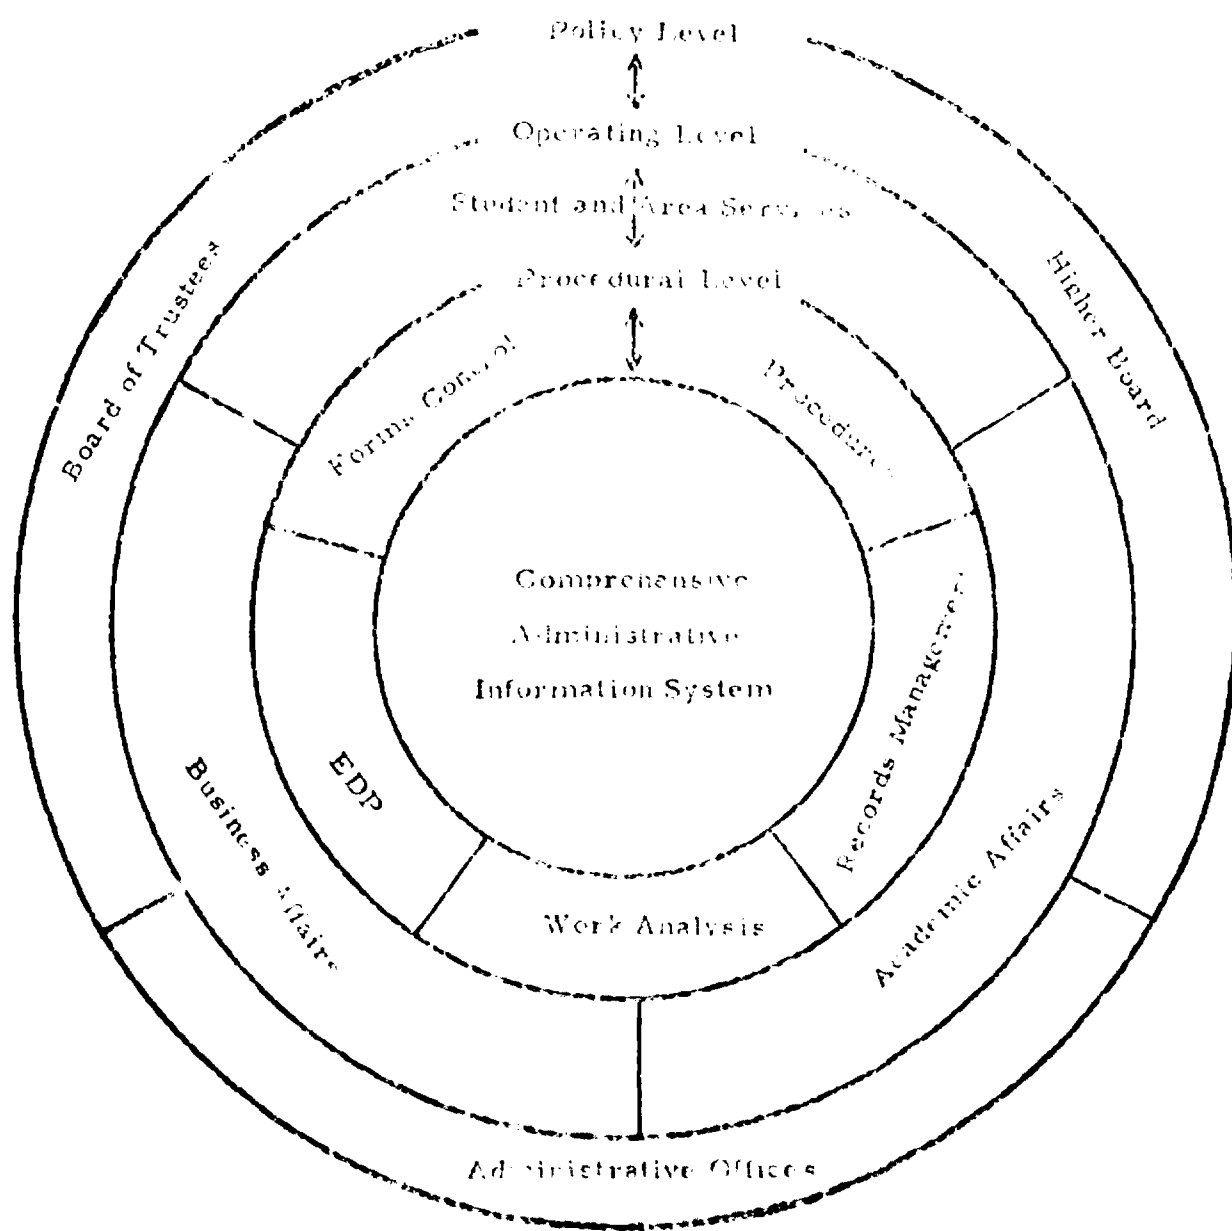 Policy Level
Operating Level
Student and Area Services
Procedural Level
Board of Trustees
Higher Board
Forms Control
Procedures
Comprehensive
Administrative
Information System
EDP
Records Management
Business Affairs
Work Analysis
Academic Affairs
Administrative Offices